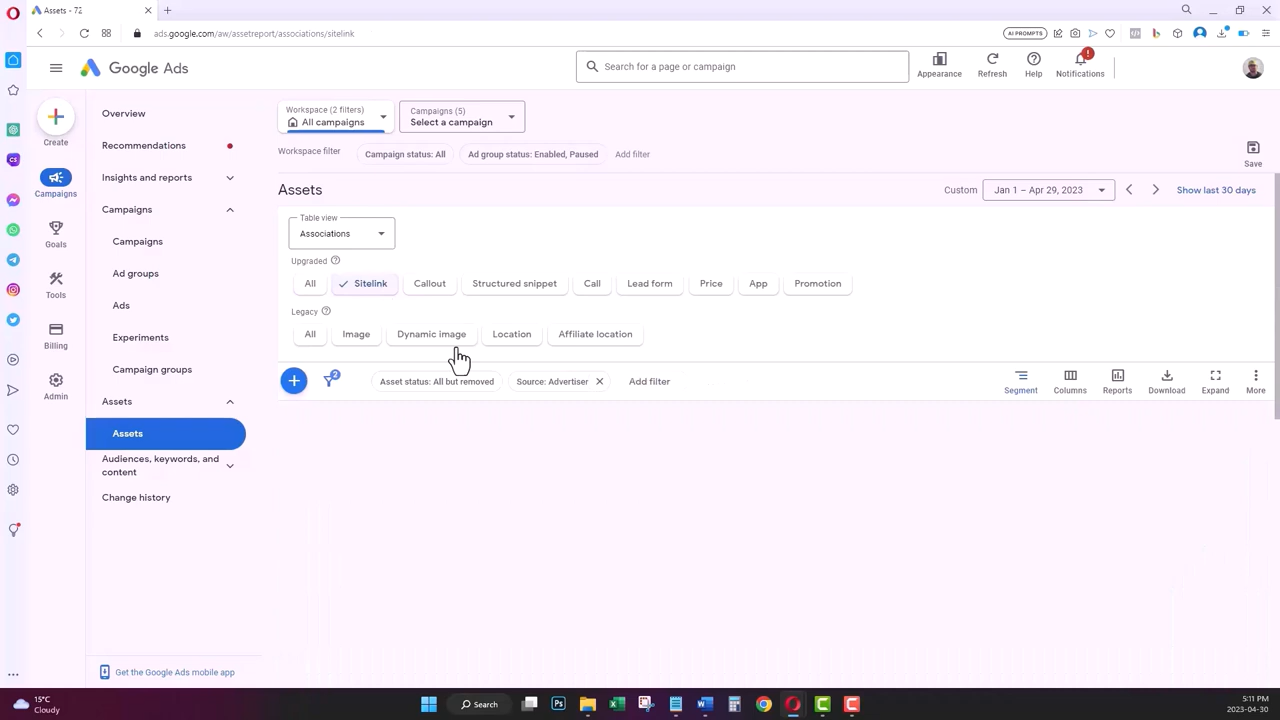 Assets - 72
ads.google.com/aw/assetreport/associations/sitelink
AI PROMPTS
Google Ads
Search for a page or campaign
Appearance
Refresh
Help
Notifications
Create
Campaigns
Goals
Tools
Billing
Admin
Overview
Recommendations
Insights and reports
Campaigns
Campaigns
Ad groups
Ads
Experiments
Campaign groups
Assets
Assets
Audiences, keywords, and
content
Change history
Get the Google Ads mobile app
Workspace (2 filters)
All campaigns
Campaigns (5)
Select a campaign
Workspace filter
Campaign status: All
Ad group status: Enabled, Paused
Add filter
Save
Assets
Custom
Jan 1 – Apr 29, 2023
Show last 30 days
Table view
Associations
Upgraded
All
Sitelink
Callout
Structured snippet
Call
Lead form
Price
App
Promotion
Legacy
All
Image
Dynamic image
Location
Affiliate location
2
Asset status: All but removed
Source: Advertiser
Add filter
Segment
Columns
Reports
Download
Expand
More
15°C
Cloudy
Search
5:11 PM
2023-04-30